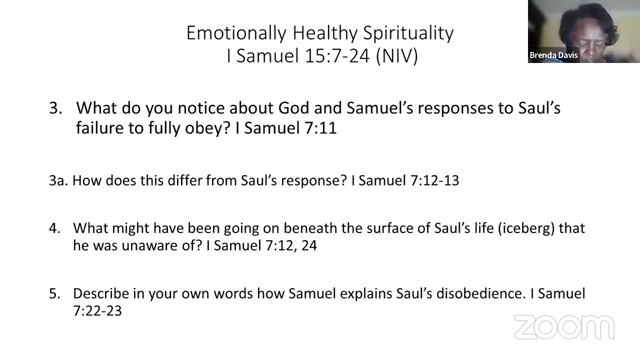 Emotionally Healthy Spirituality
I Samuel 15:7-24 (NIV)
Brenda Davis
3. What do you notice about God and Samuel's responses to Saul's
failure to fully obey? I Samuel 7:11
3a. How does this differ from Saul's response? I Samuel 7:12-13
4. What might have been going on beneath the surface of Saul's life (iceberg) that
he was unaware of? I Samuel 7:12, 24
5. Describe in your own words how Samuel explains Saul's disobedience. I Samuel
7:22-23
zoom